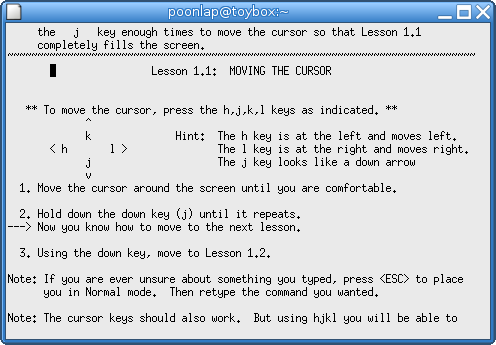 poonlap@toybox:~
the   j   key enough times to move the cursor so that Lesson 1.1
completely fills the screen.
~~~~~~~~~~~~~~~~~~~~~~~~~~~~~~~~~~~~~~~~~~~~~~~~~~~~~~~~~~~~~~~~~~~~~~~~~~~~~~
Lesson 1.1:  MOVING THE CURSOR
** To move the cursor, press the h,j,k,l keys as indicated. **
^
k              Hint:  The h key is at the left and moves left.
< h       l >               The l key is at the right and moves right.
j                     The j key looks like a down arrow
v
1. Move the cursor around the screen until you are comfortable.
2. Hold down the down key (j) until it repeats.
---> Now you know how to move to the next lesson.
3. Using the down key, move to Lesson 1.2.
Note: If you are ever unsure about something you typed, press <ESC> to place
you in Normal mode.  Then retype the command you wanted.
Note: The cursor keys should also work.  But using hjkl you will be able to